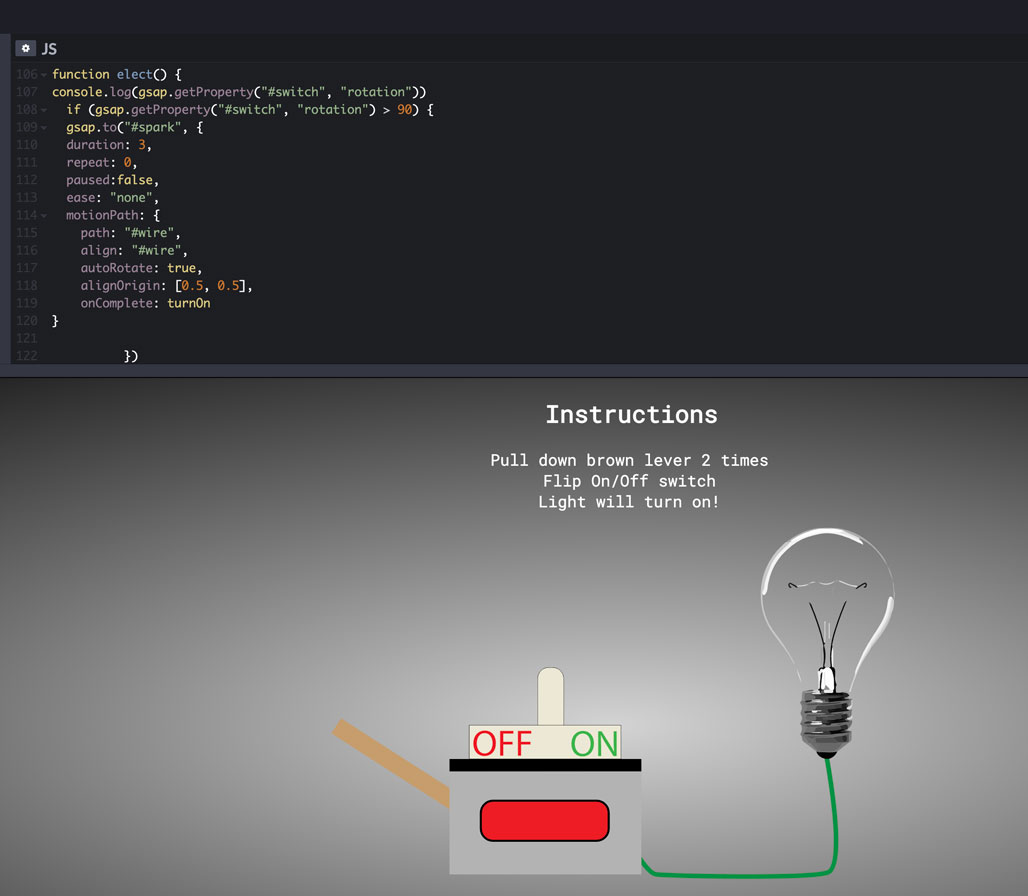 JS
106 function elect() {
107 console.log(gsap.getProperty("#switch", "rotation"))
108 if (gsap.getProperty("#switch", "rotation") > 90) {
109 gsap.to("#spark", {
110 duration: 3,
111 repeat: 0,
112 paused:false,
113 ease: "none",
114 motionPath: {
115 path: "#wire",
116 align: "#wire",
117 autoRotate: true,
118 alignOrigin: [0.5, 0.5],
119 onComplete: turnOn
120 }
121
122 })
Instructions
Pull down brown lever 2 times
Flip On/Off switch
Light will turn on!
OFF ON